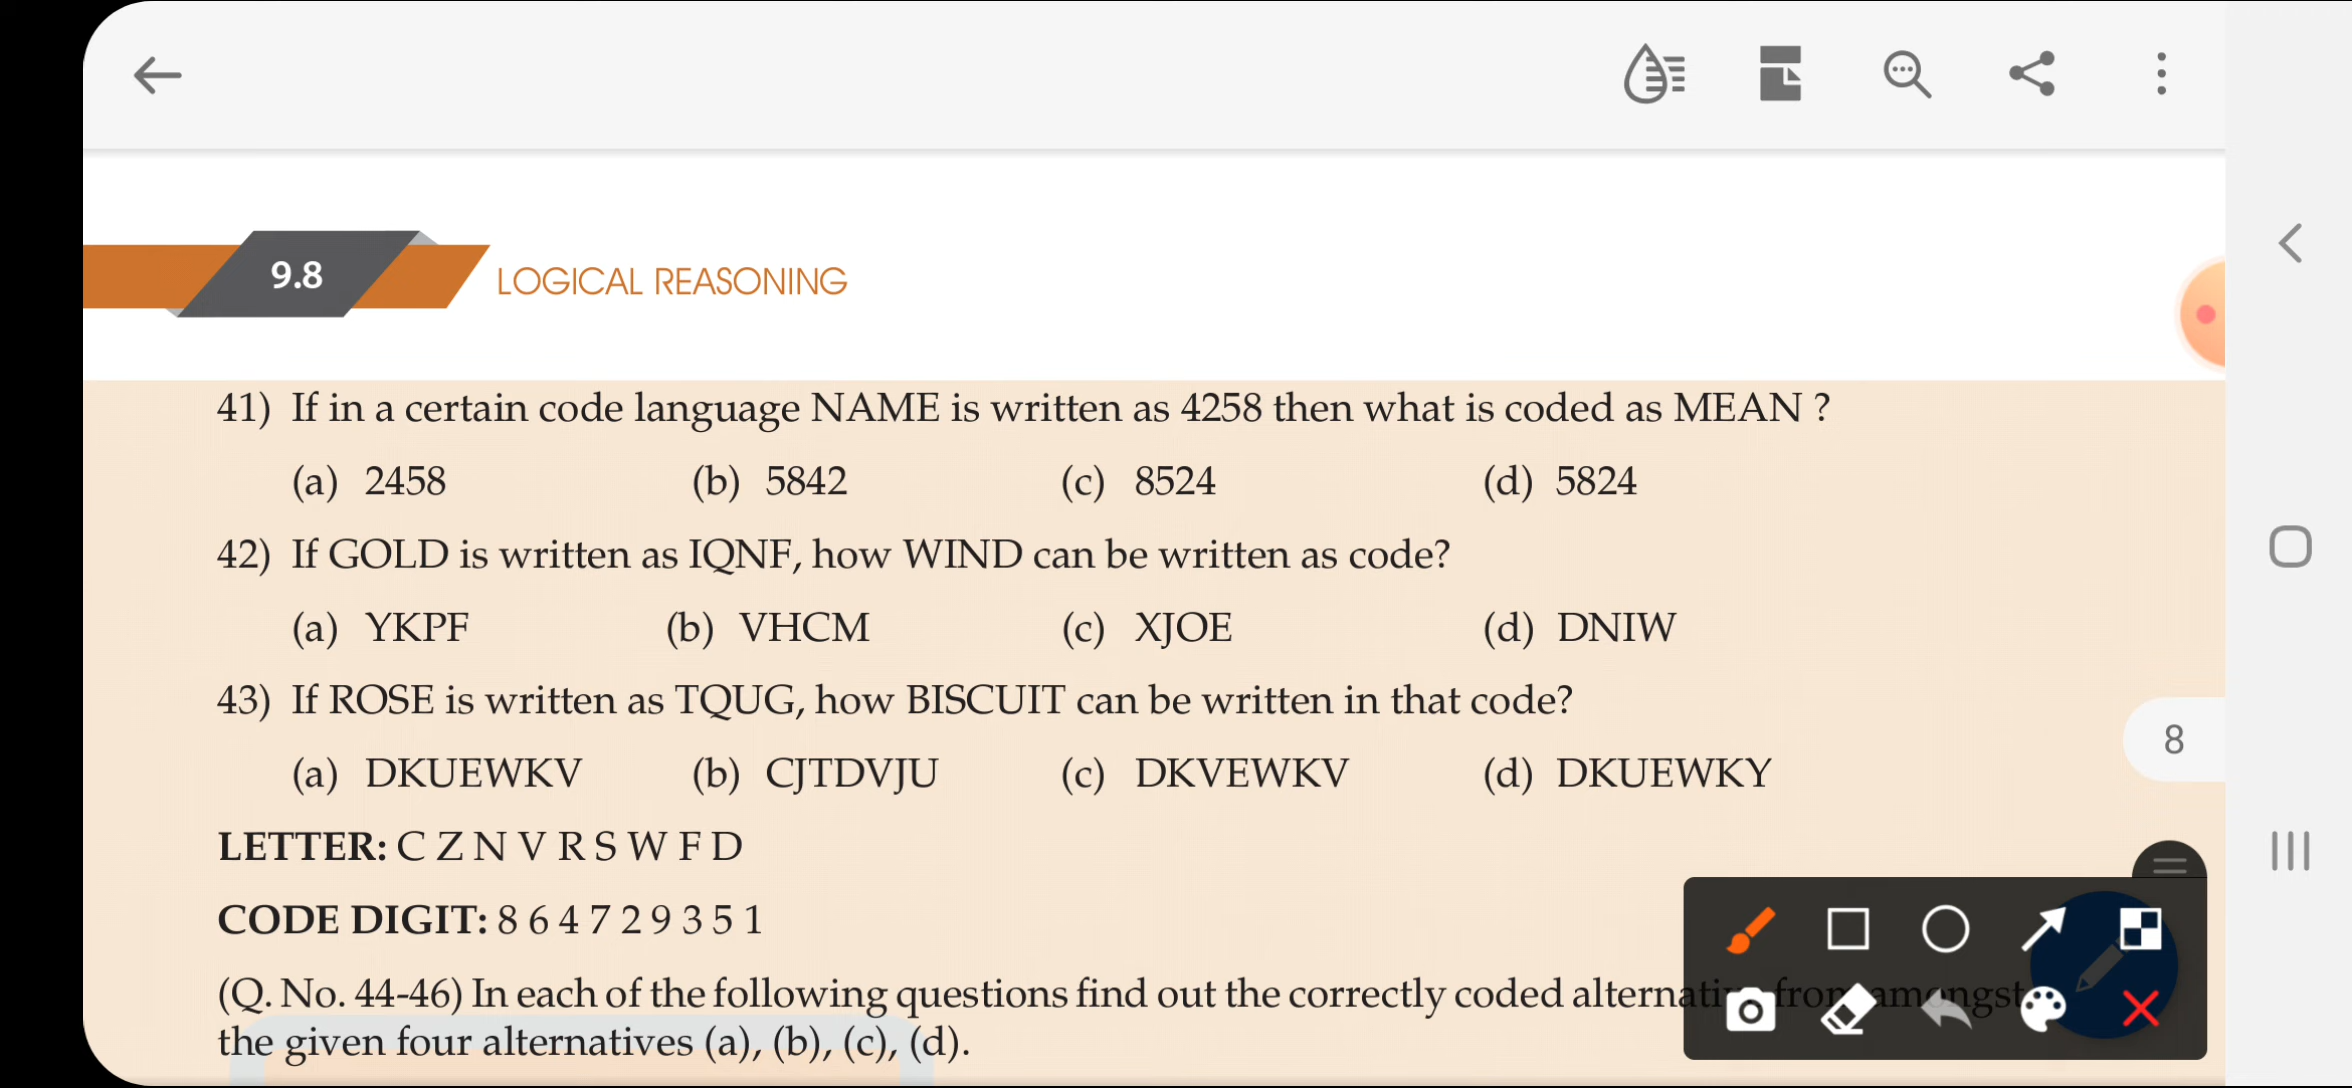 9.8 LOGICAL REASONING
41) If in a certain code language NAME is written as 4258 then what is coded as MEAN ?
(a) 2458 (b) 5842 (c) 8524 (d) 5824
42) If GOLD is written as IQNF, how WIND can be written as code?
(a) YKPF (b) VHCM (c) XJOE (d) DNIW
43) If ROSE is written as TQUG, how BISCUIT can be written in that code?
(a) DKUEWKV (b) CJTDVJU (c) DKVEWKV (d) DKUEWKY
8
LETTER: C Z N V R S W F D
CODE DIGIT: 8 6 4 7 2 9 3 5 1
(Q. No. 44-46) In each of the following questions find out the correctly coded alternative from amongst
the given four alternatives (a), (b), (c), (d).